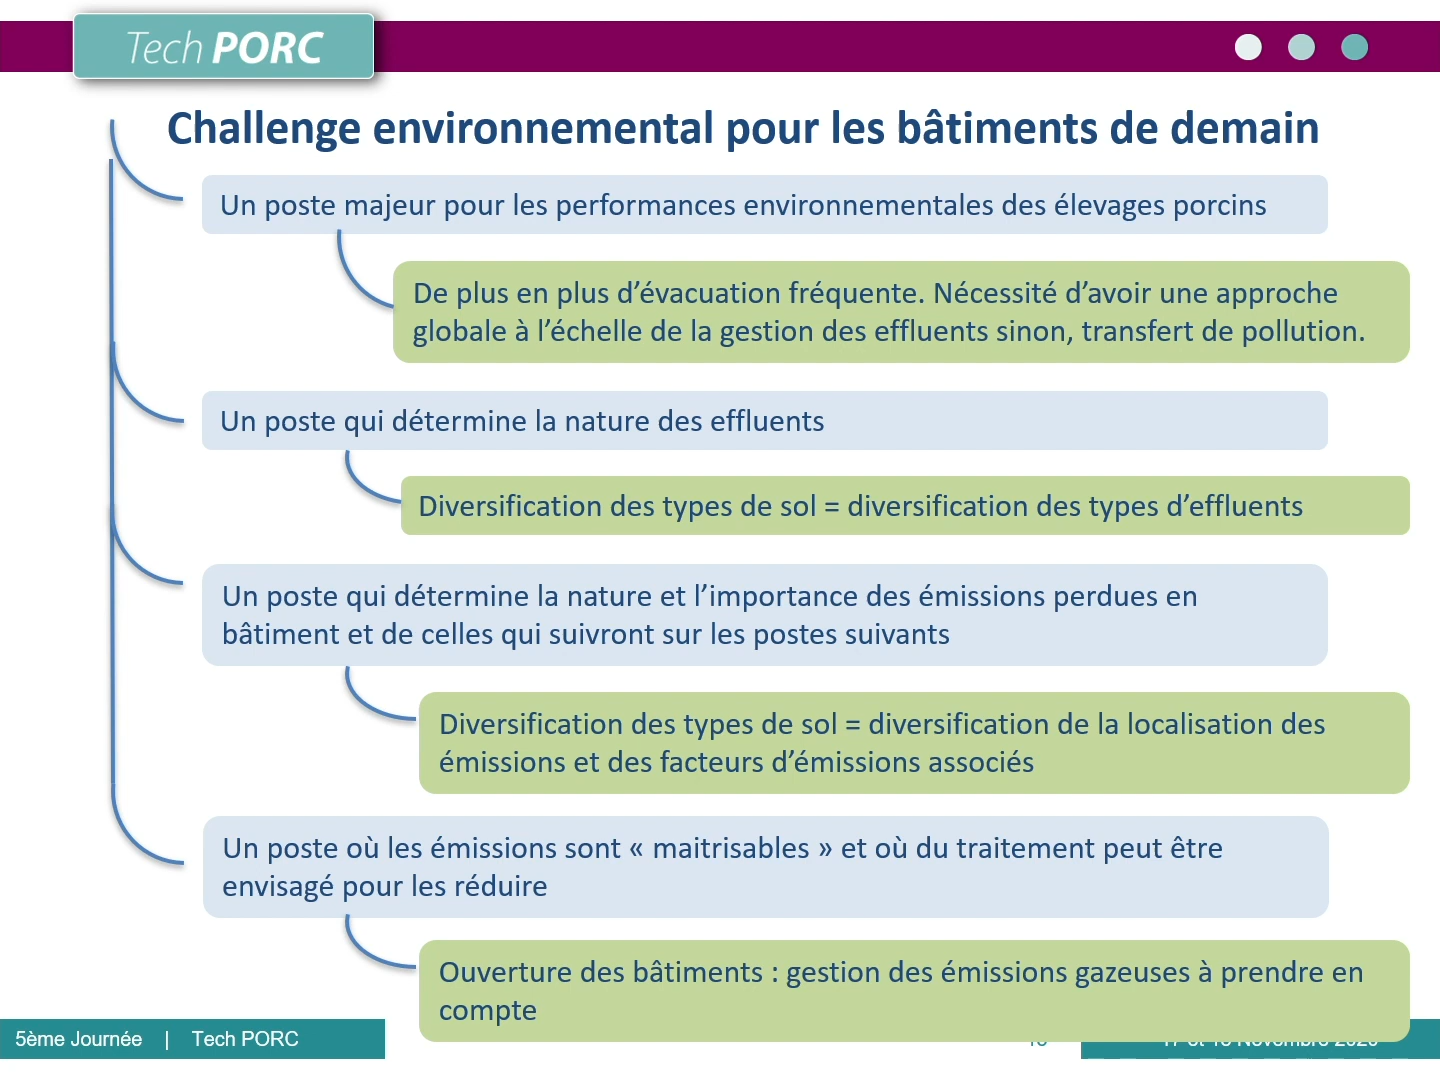 Tech PORC
Challenge environnemental pour les bâtiments de demain
Un poste majeur pour les performances environnementales des élevages porcins
De plus en plus d’évacuation fréquente. Nécessité d’avoir une approche
globale à l’échelle de la gestion des effluents sinon, transfert de pollution.
Un poste qui détermine la nature des effluents
Diversification des types de sol = diversification des types d’effluents
Un poste qui détermine la nature et l’importance des émissions perdues en
bâtiment et de celles qui suivront sur les postes suivants
Diversification des types de sol = diversification de la localisation des
émissions et des facteurs d’émissions associés
Un poste où les émissions sont « maitrisables » et où du traitement peut être
envisagé pour les réduire
Ouverture des bâtiments : gestion des émissions gazeuses à prendre en
compte
5ème Journée | Tech PORC